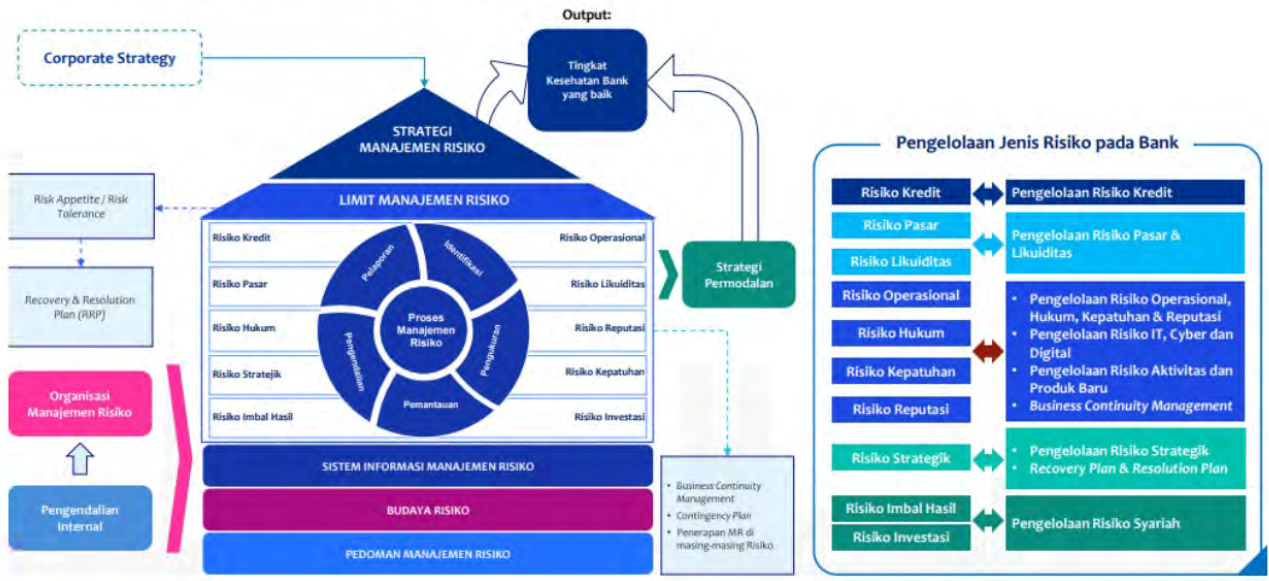 Output:
Corporate Strategy
Tingkat
Kesehatan Bank
yang baik
STRATEGI
MANAJEMEN RISIKO
LIMIT MANAJEMEN RISIKO
Risk Appetite / Risk
Tolerance
Recovery & Resolution
Plan (RRP)
Organisasi
Manajemen Risiko
Pengendalian
Internal
Risiko Kredit
Risiko Pasar
Risiko Hukum
Risiko Stratejik
Risiko Imbal Hasil
Pelaporan
Identifikasi
Pengukuran
Pemantauan
Pengendalian
Proses
Manajemen
Risiko
Risiko Operasional
Risiko Likuiditas
Risiko Reputasi
Risiko Kepatuhan
Risiko Investasi
SISTEM INFORMASI MANAJEMEN RISIKO
BUDAYA RISIKO
PEDOMAN MANAJEMEN RISIKO
Strategi
Permodalan
• Business Continuity
Management
• Contingency Plan
• Penerapan MR di
masing-masing Risiko
Pengelolaan Jenis Risiko pada Bank
Risiko Kredit
Pengelolaan Risiko Kredit
Risiko Pasar
Risiko Likuiditas
Pengelolaan Risiko Pasar &
Likuiditas
Risiko Operasional
Risiko Hukum
Risiko Kepatuhan
Risiko Reputasi
• Pengelolaan Risiko Operasional,
Hukum, Kepatuhan & Reputasi
• Pengelolaan Risiko IT, Cyber dan
Digital
• Pengelolaan Risiko Aktivitas dan
Produk Baru
• Business Continuity Management
Risiko Strategik
• Pengelolaan Risiko Strategik
• Recovery Plan & Resolution Plan
Risiko Imbal Hasil
Risiko Investasi
Pengelolaan Risiko Syariah